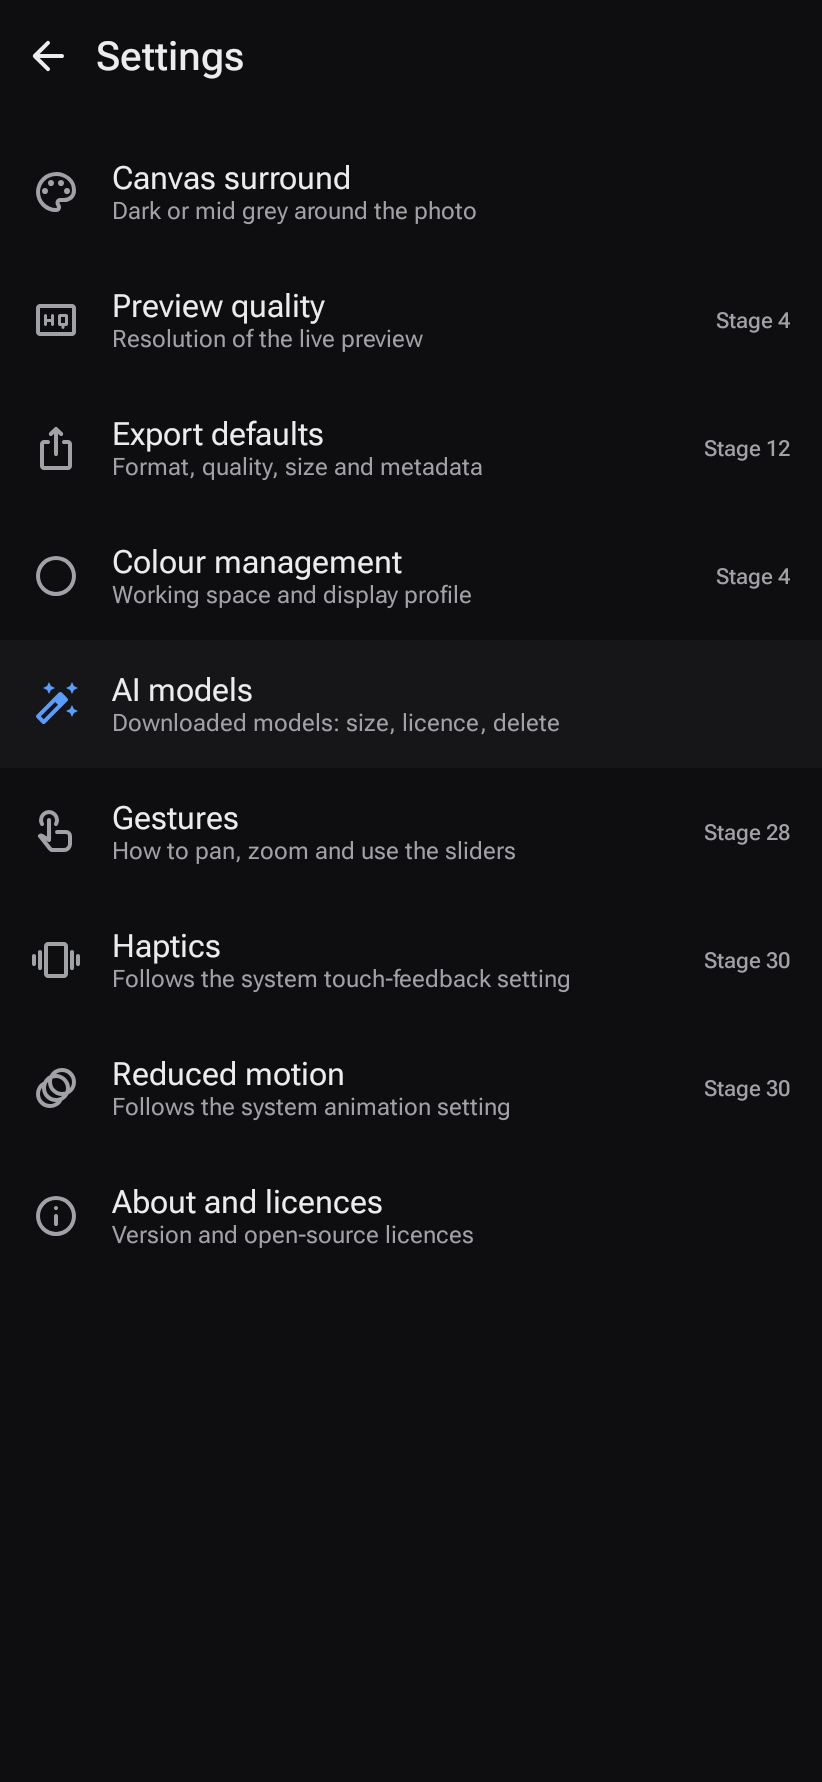 Settings
Canvas surround
Dark or mid grey around the photo
Preview quality
Resolution of the live preview
Stage 4
Export defaults
Format, quality, size and metadata
Stage 12
Colour management
Working space and display profile
Stage 4
AI models
Downloaded models: size, licence, delete
Gestures
How to pan, zoom and use the sliders
Stage 28
Haptics
Follows the system touch-feedback setting
Stage 30
Reduced motion
Follows the system animation setting
Stage 30
About and licences
Version and open-source licences